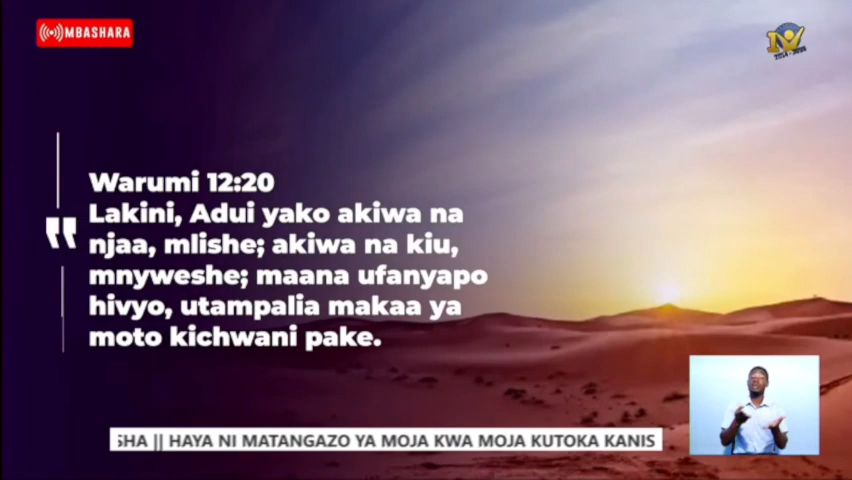 MBASHARA
Warumi 12:20
Lakini, Adui yako akiwa na
njaa, mlishe; akiwa na kiu,
mnyweshe; maana ufanyapo
hivyo, utampalia makaa ya
moto kichwani pake.
SHA || HAYA NI MATANGAZO YA MOJA KWA MOJA KUTOKA KANIS